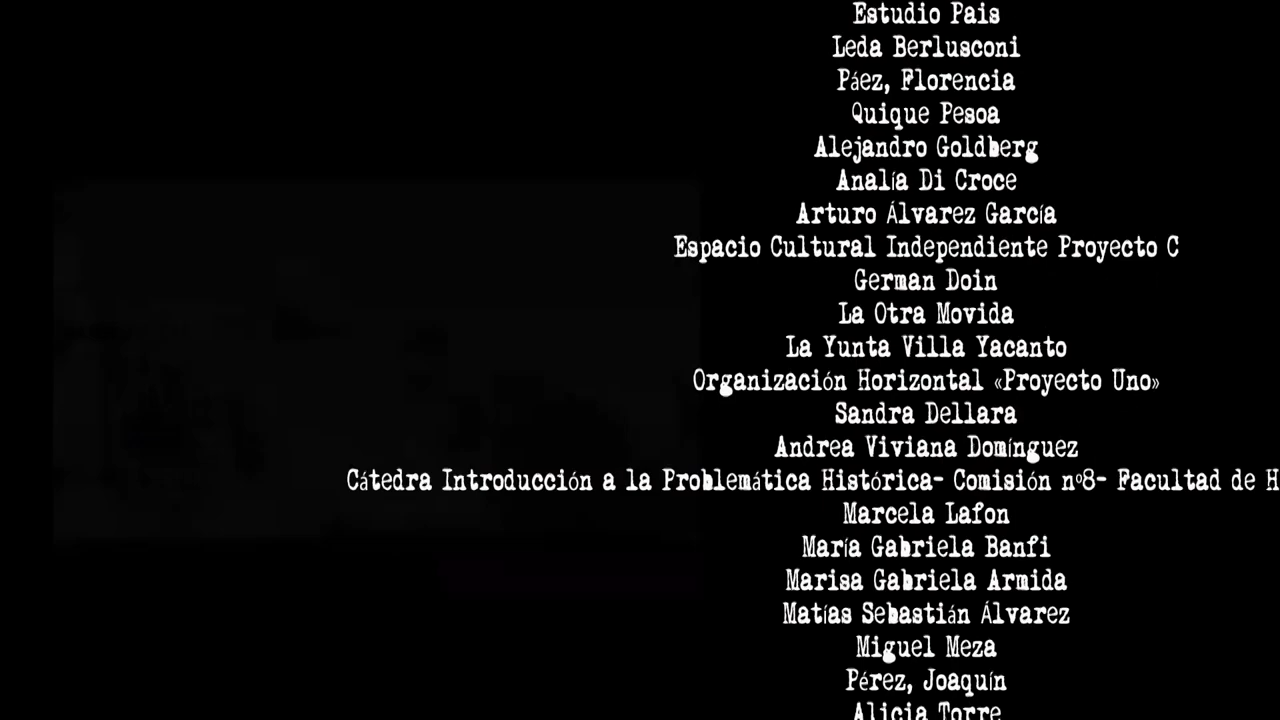 Estudio Pais
Leda Berlusconi
Páez, Florencia
Quique Pesoa
Alejandro Goldberg
Analía Di Croce
Arturo Álvarez García
Espacio Cultural Independiente Proyecto C
German Doin
La Otra Movida
La Yunta Villa Yacanto
Organización Horizontal «Proyecto Uno»
Sandra Dellara
Andrea Viviana Domínguez
Cátedra Introducción a la Problemática Histórica- Comisión nº8- Facultad de H
Marcela Lafon
María Gabriela Banfi
Marisa Gabriela Armida
Matías Sebastián Álvarez
Miguel Meza
Pérez, Joaquín
Alicia Torre